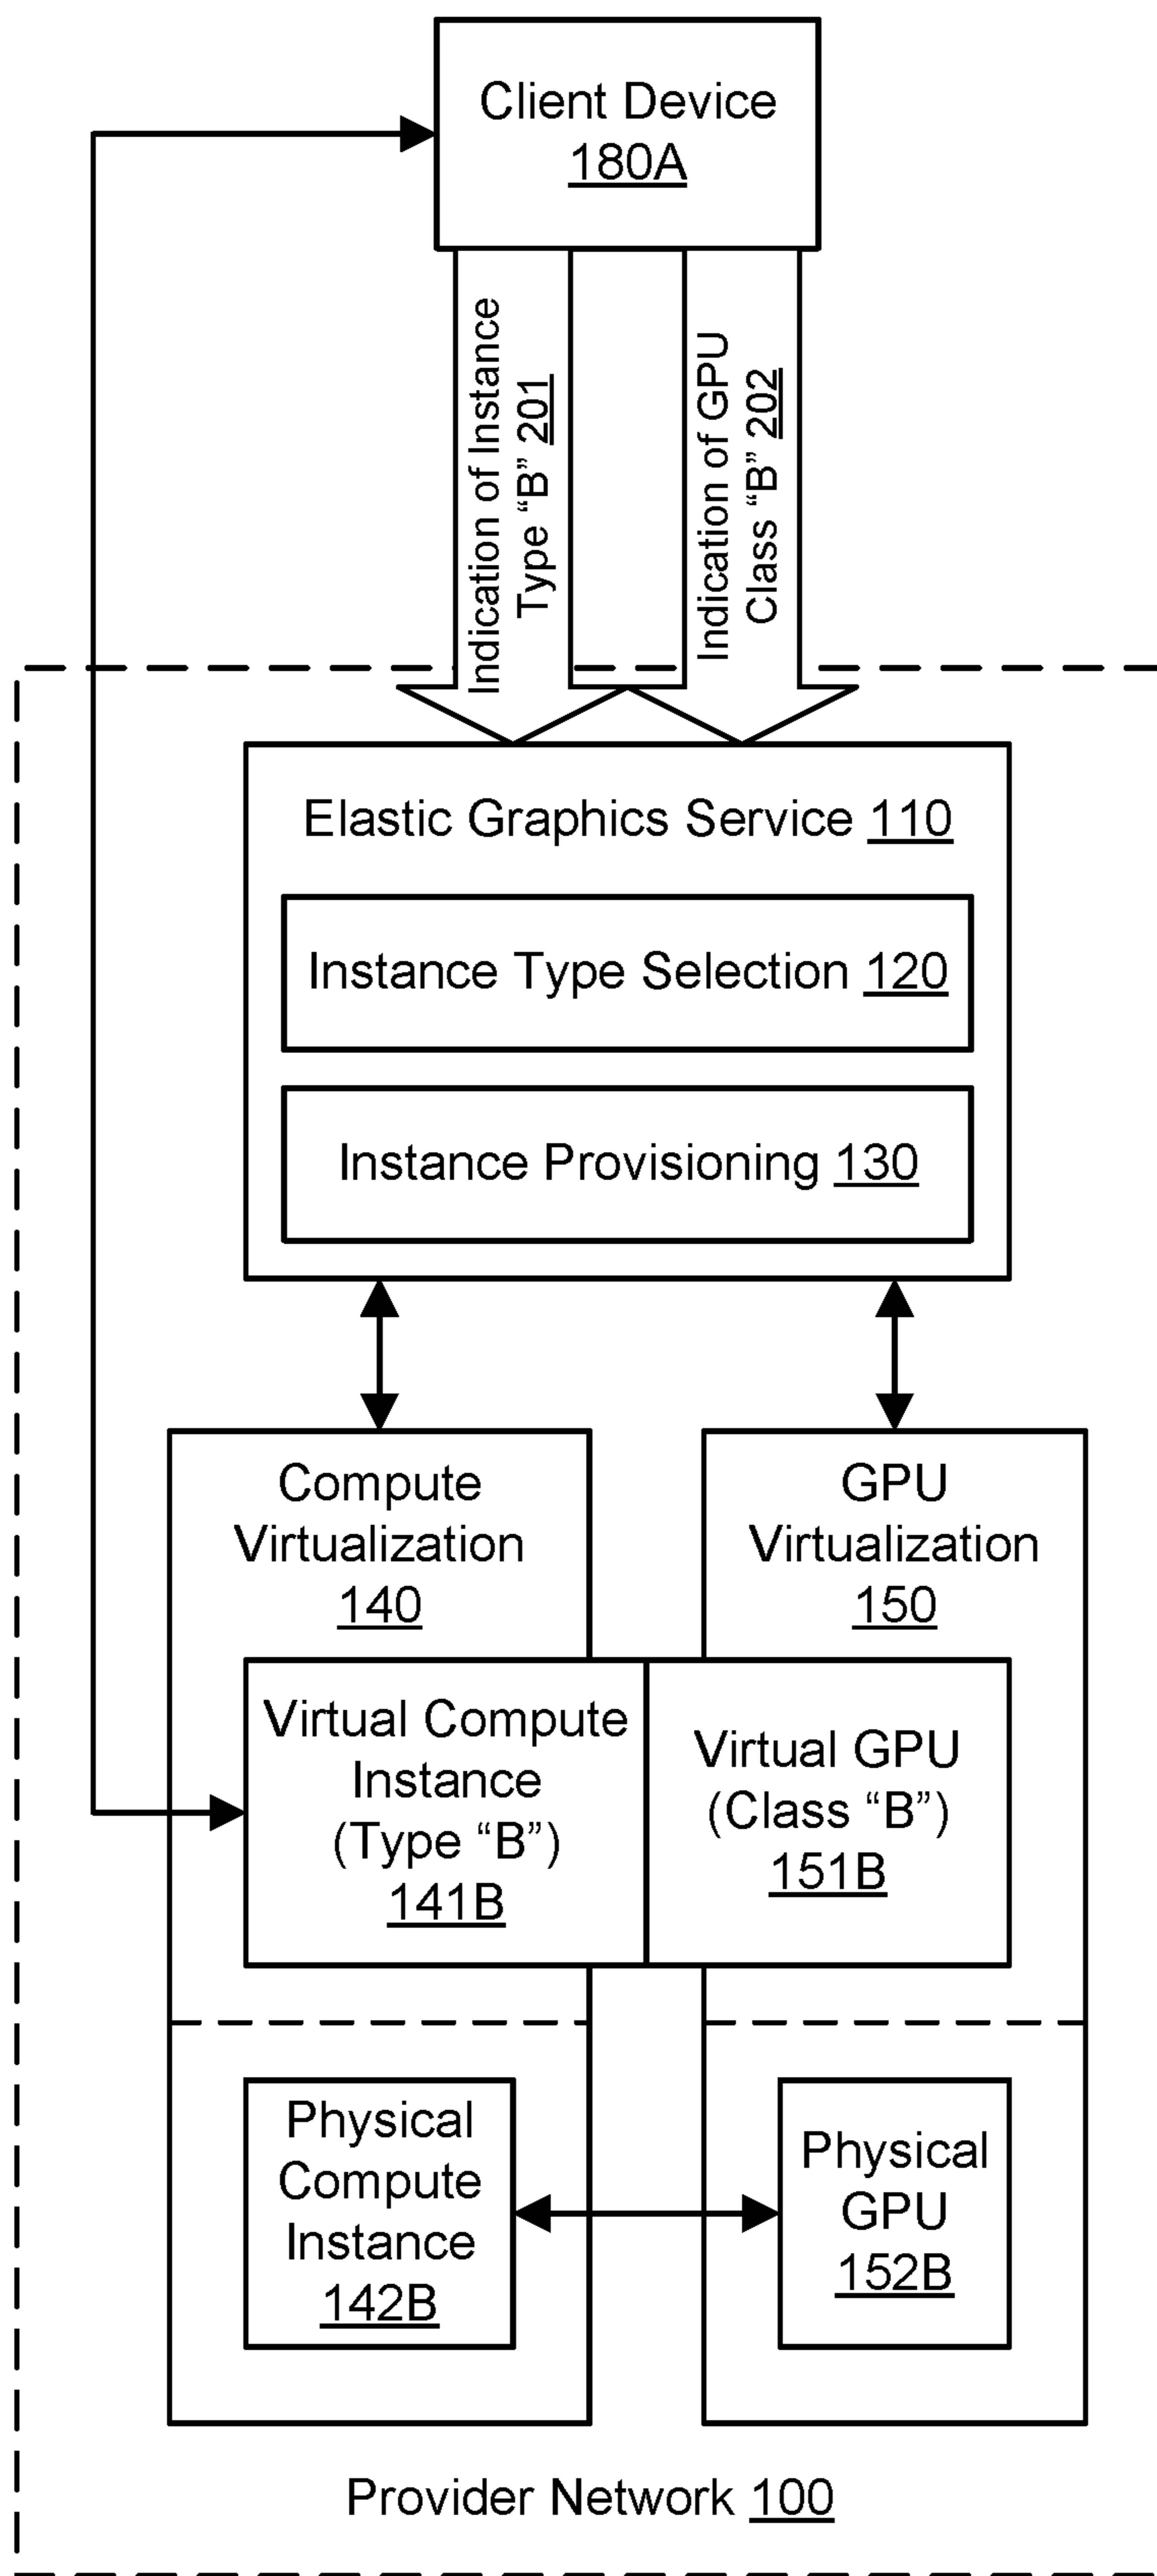 Client Device
180A
Indication of Instance
Type “B” 201
Indication of GPU
Class “B” 202
Elastic Graphics Service 110
Instance Type Selection 120
Instance Provisioning 130
Compute
Virtualization
140
GPU
Virtualization
150
Virtual Compute
Instance
(Type “B”)
141B
Virtual GPU
(Class “B”)
151B
Physical
Compute
Instance
142B
Physical
GPU
152B
Provider Network 100